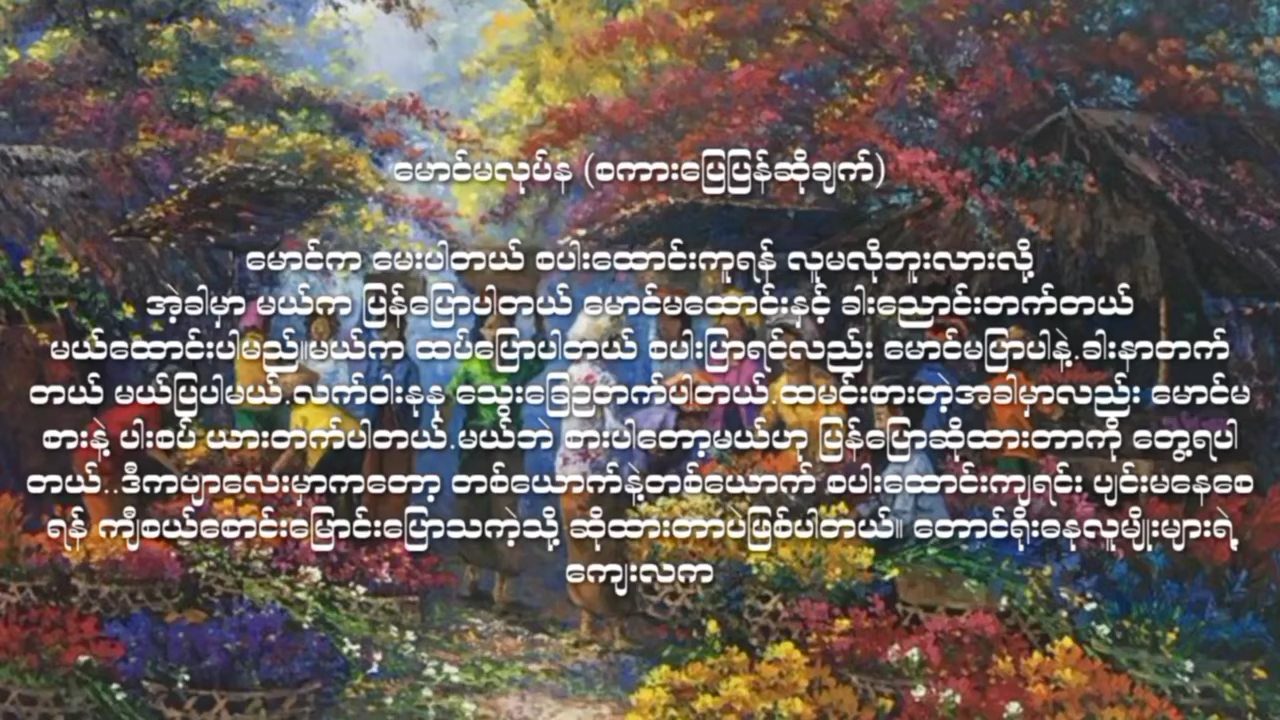 မောင်မလုပ်န (စကားပြေပြန်ဆိုချက်)
မောင်က မေးပါတယ် စပါးထောင်းကူရန် လူမလိုဘူးလားလို့
အဲ့ခါမှာ မယ်က ပြန်ပြောပါတယ် မောင်မထောင်းနှင့် ခါးညောင်းတက်တယ်
မယ်ထောင်းပါမည်။မယ်က ထပ်ပြောပါတယ် စပါးပြာရင်လည်း မောင်မပြာပါနဲ့.ခါးနာတက်
တယ် မယ်ပြပါမယ်.လက်ဝါးနုနု သွေးခြေဥတက်ပါတယ်.ထမင်းစားတဲ့အခါမှာလည်း မောင်မ
စားနဲ့ ပါးစပ် ယားတက်ပါတယ်.မယ်ဘဲ စားပါတော့မယ်ဟု ပြန်ပြောဆိုထားတာကို တွေ့ရပါ
တယ်..ဒီကဗျာလေးမှာကတော့ တစ်ယောက်နဲ့တစ်ယောက် စပါးထောင်းကျရင်း ပျင်းမနေစေ
ရန် ကျီစယ်စောင်းမြောင်းပြောသကဲ့သို့ ဆိုထားတာပဲဖြစ်ပါတယ်။ တောင်ရိုးဓနုလူမျိုးများရဲ့
ကျေးလက